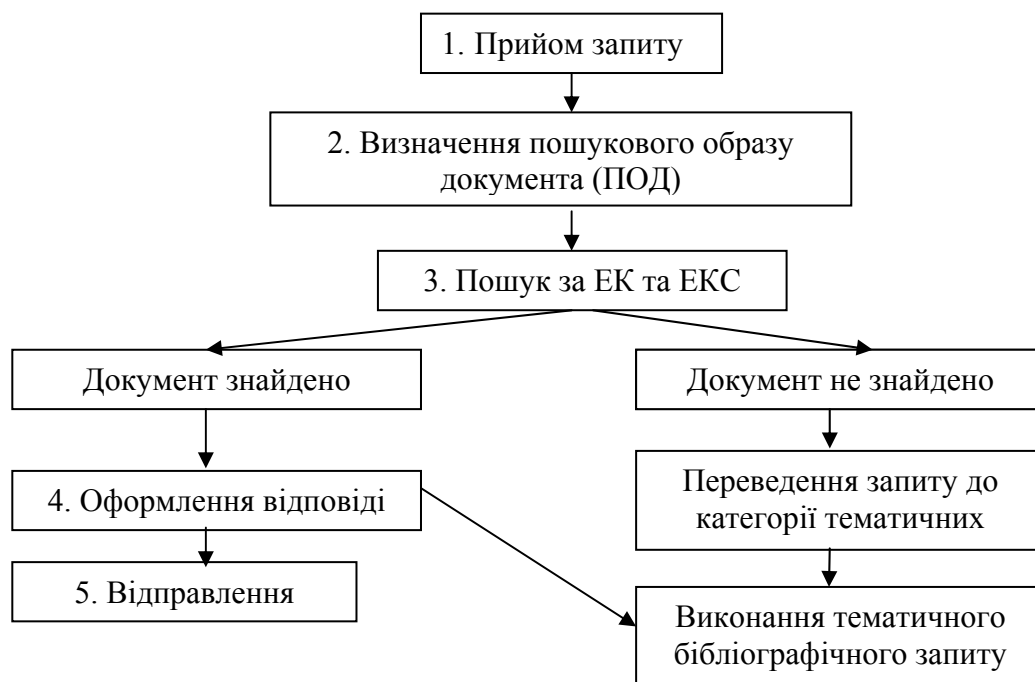 1. Прийом запиту
2. Визначення пошукового образу
документа (ПОД)
3. Пошук за ЕК та ЕКС
Документ знайдено
Документ не знайдено
4. Оформлення відповіді
Переведення запиту до
категорії тематичних
5. Відправлення
Виконання тематичного
бібліографічного запиту